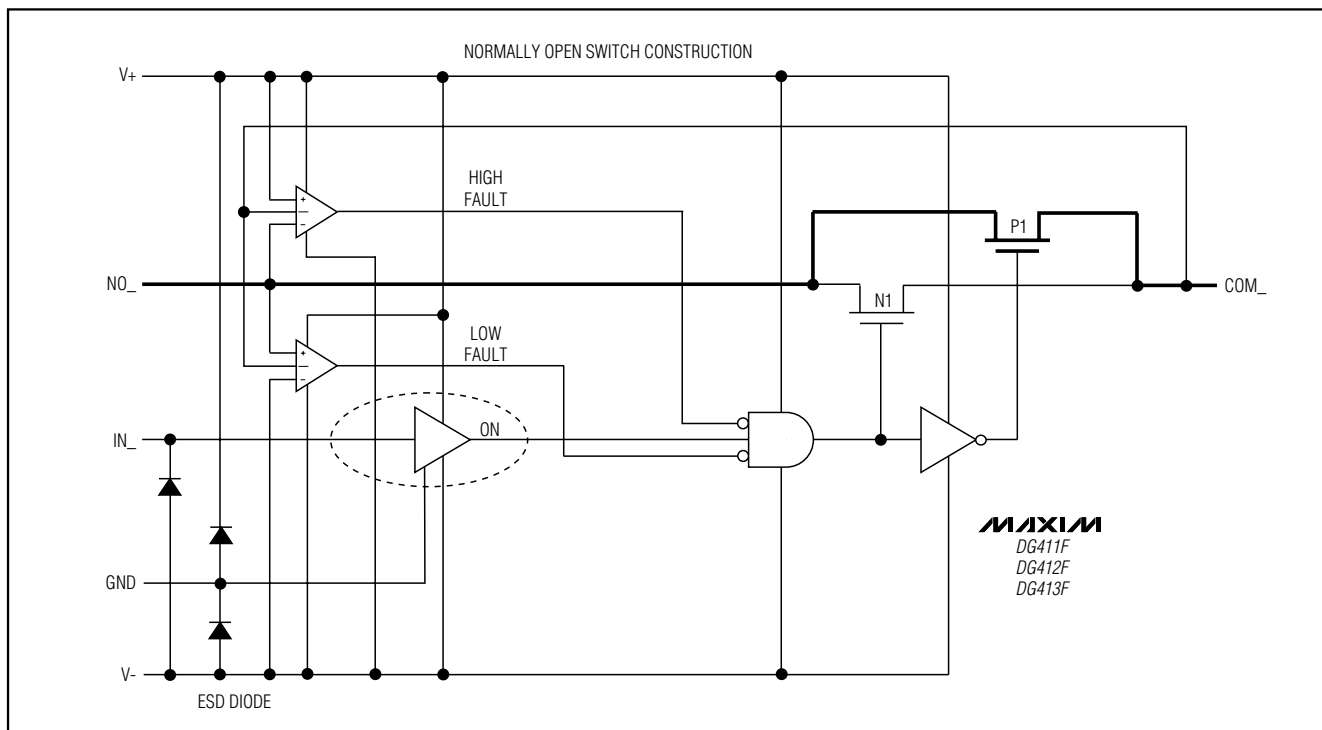 NORMALLY OPEN SWITCH CONSTRUCTION
V+
HIGH
FAULT
P1
NO_
COM_
N1
LOW
FAULT
IN_
ON
MAXIM
DG411F
DG412F
DG413F
GND
V-
ESD DIODE